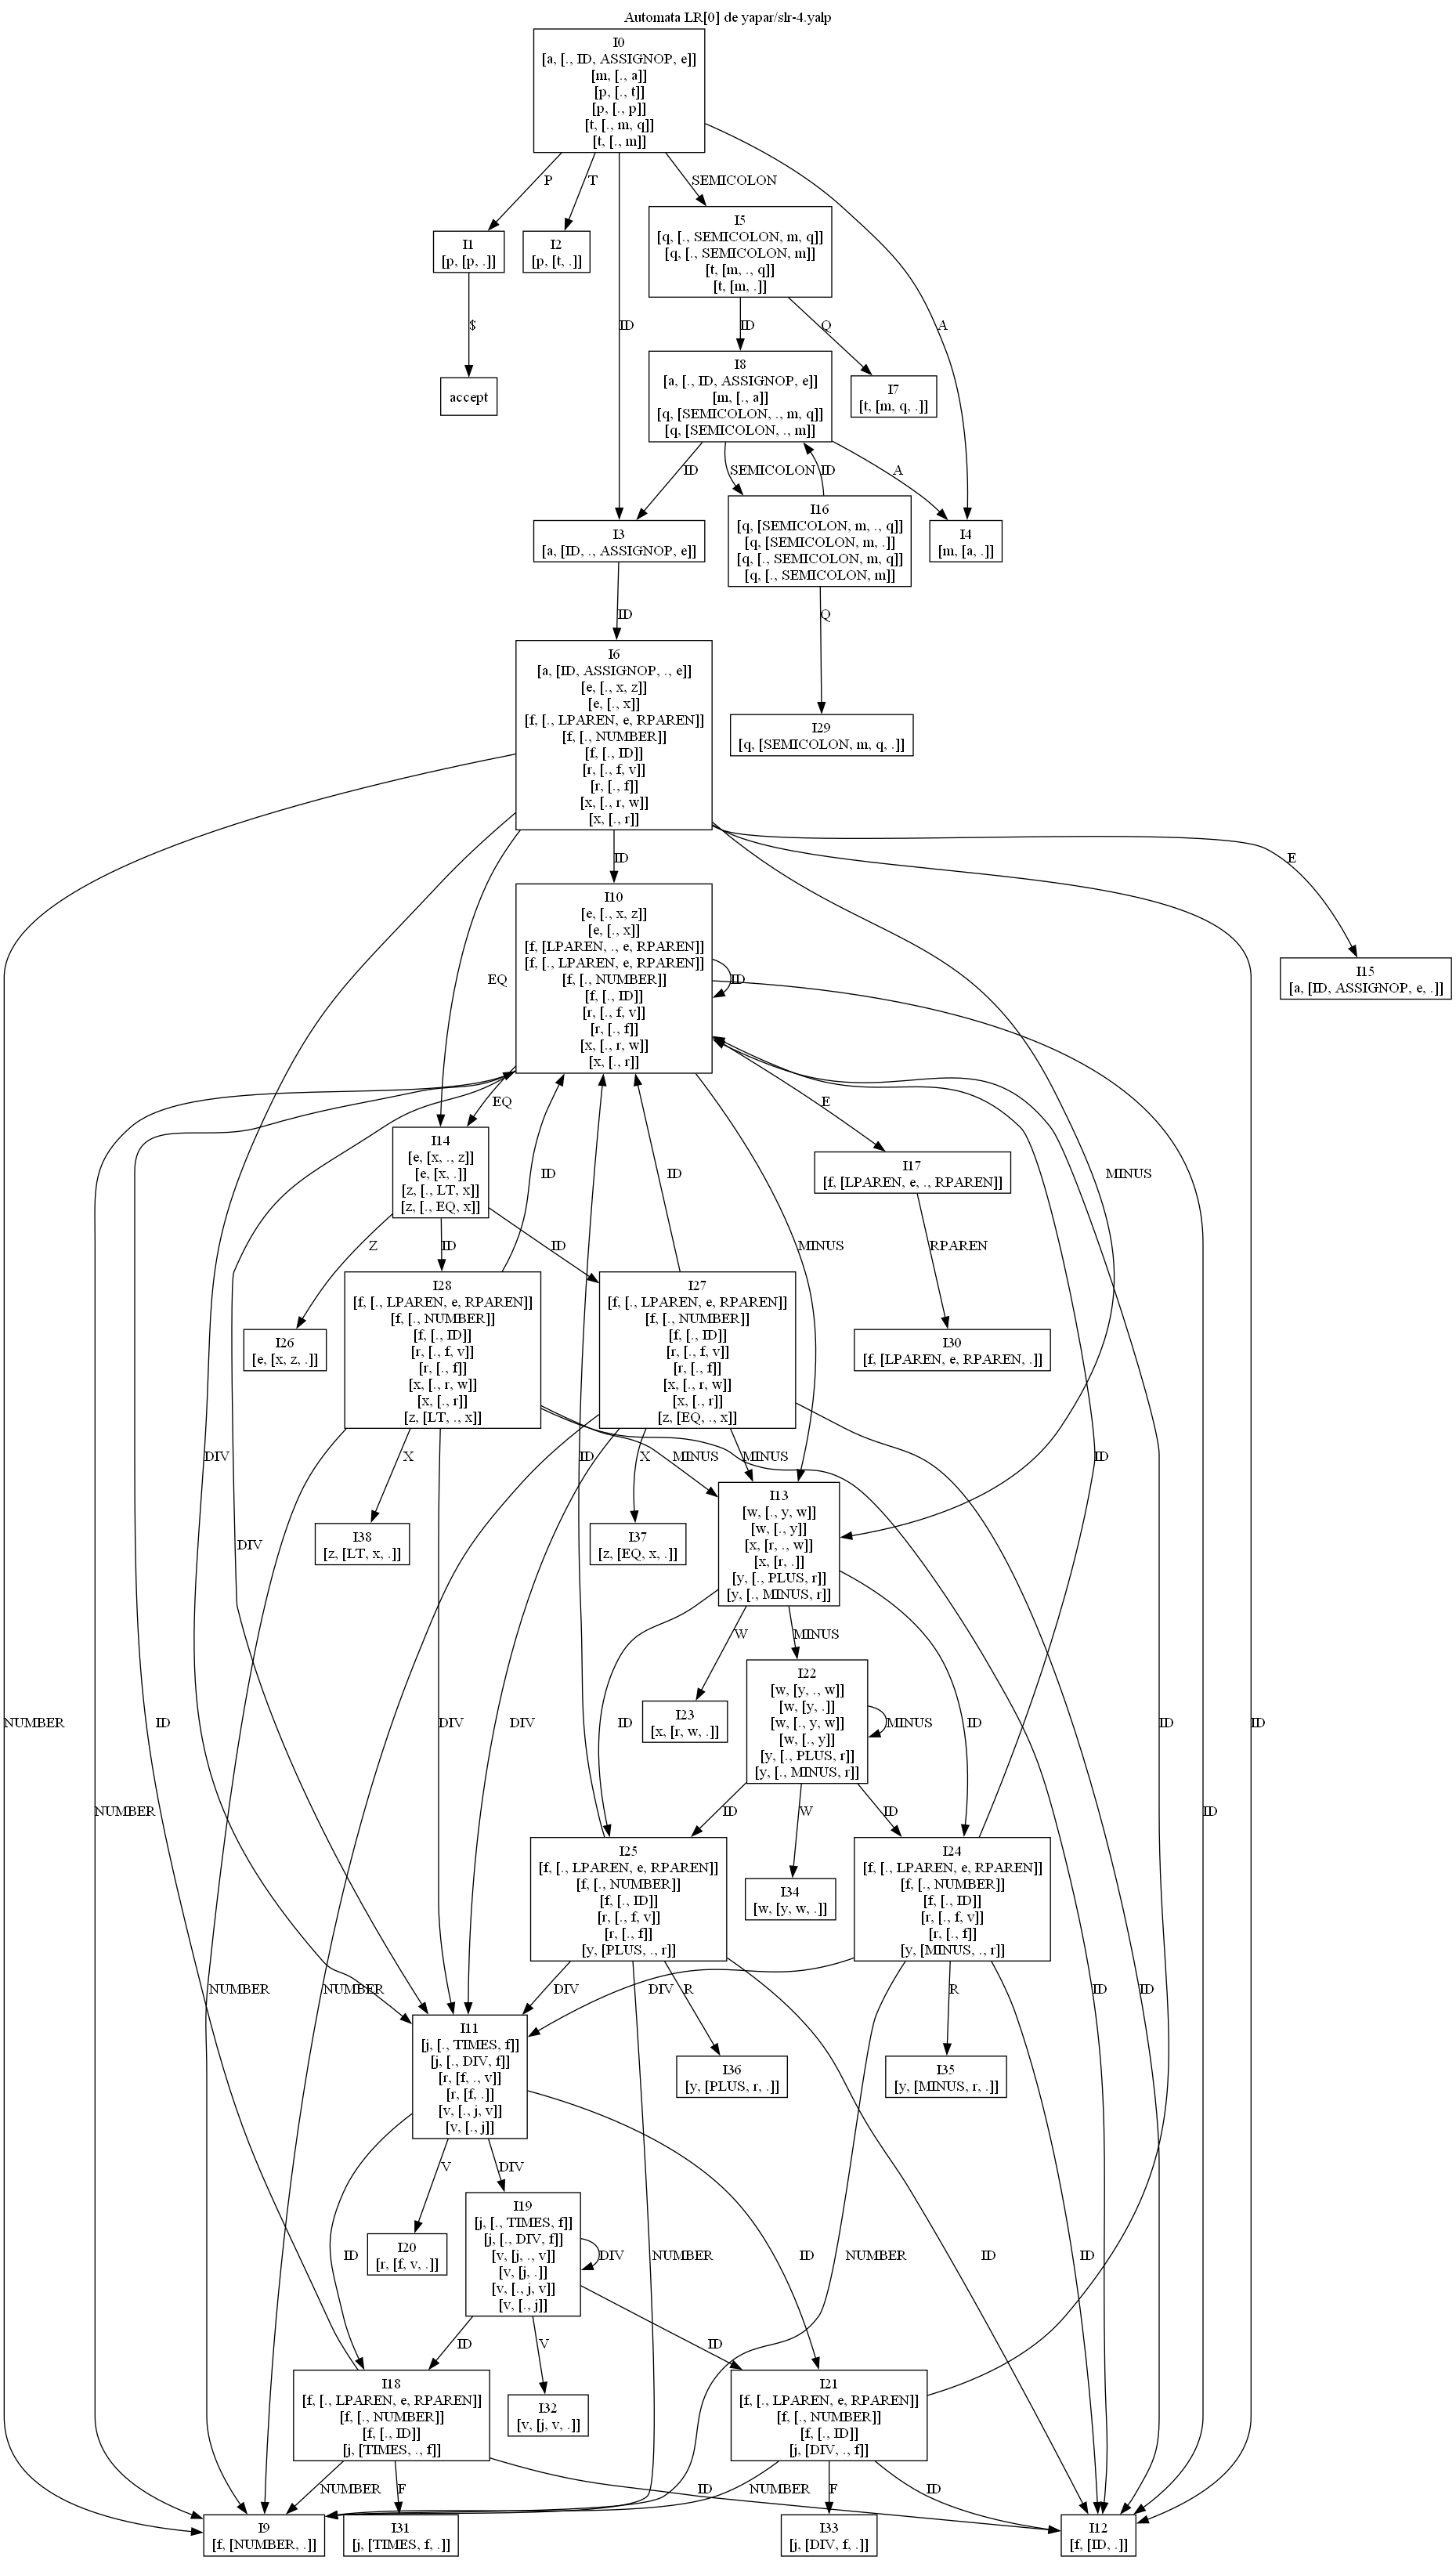 Automata LR[0] de yapar/slr-4.yalp
I0
[a, [., ID, ASSIGNOP, e]]
[m, [., a]]
[p, [., t]]
[p, [., p]]
[t, [., m, q]]
[t, [., m]]
P
T
SEMICOLON
I5
[q, [., SEMICOLON, m, q]]
[q, [., SEMICOLON, m]]
[t, [m, ., q]]
[t, [m, .]]
I1
[p, [p, .]]
I2
[p, [t, .]]
$
ID
ID
Q
A
accept
I8
[a, [., ID, ASSIGNOP, e]]
[m, [., a]]
[q, [SEMICOLON, ., m, q]]
[q, [SEMICOLON, ., m]]
I7
[t, [m, q, .]]
ID
SEMICOLON
ID
A
I3
[a, [ID, ., ASSIGNOP, e]]
I16
[q, [SEMICOLON, m, ., q]]
[q, [SEMICOLON, m, .]]
[q, [., SEMICOLON, m, q]]
[q, [., SEMICOLON, m]]
I4
[m, [a, .]]
ID
Q
I6
[a, [ID, ASSIGNOP, ., e]]
[e, [., x, z]]
[e, [., x]]
[f, [., LPAREN, e, RPAREN]]
[f, [., NUMBER]]
[f, [., ID]]
[r, [., f, v]]
[r, [., f]]
[x, [., r, w]]
[x, [., r]]
I29
[q, [SEMICOLON, m, q, .]]
ID
E
I10
[e, [., x, z]]
[e, [., x]]
[f, [LPAREN, ., e, RPAREN]]
[f, [., LPAREN, e, RPAREN]]
[f, [., NUMBER]]
[f, [., ID]]
[r, [., f, v]]
[r, [., f]]
[x, [., r, w]]
[x, [., r]]
EQ
ID
I15
[a, [ID, ASSIGNOP, e, .]]
EQ
E
I14
[e, [x, ., z]]
[e, [x, .]]
[z, [., LT, x]]
[z, [., EQ, x]]
ID
ID
MINUS
I17
[f, [LPAREN, e, ., RPAREN]]
Z
ID
ID
MINUS
RPAREN
I28
[f, [., LPAREN, e, RPAREN]]
[f, [., NUMBER]]
[f, [., ID]]
[r, [., f, v]]
[r, [., f]]
[x, [., r, w]]
[x, [., r]]
[z, [LT, ., x]]
I27
[f, [., LPAREN, e, RPAREN]]
[f, [., NUMBER]]
[f, [., ID]]
[r, [., f, v]]
[r, [., f]]
[x, [., r, w]]
[x, [., r]]
[z, [EQ, ., x]]
I26
[e, [x, z, .]]
I30
[f, [LPAREN, e, RPAREN, .]]
DIV
X
ID
X
MINUS
MINUS
ID
DIV
I38
[z, [LT, x, .]]
I37
[z, [EQ, x, .]]
I13
[w, [., y, w]]
[w, [., y]]
[x, [r, ., w]]
[x, [r, .]]
[y, [., PLUS, r]]
[y, [., MINUS, r]]
W
MINUS
I22
[w, [y, ., w]]
[w, [y, .]]
[w, [., y, w]]
[w, [., y]]
[y, [., PLUS, r]]
[y, [., MINUS, r]]
I23
[x, [r, w, .]]
NUMBER
ID
DIV
DIV
ID
MINUS
ID
ID
ID
NUMBER
ID
W
ID
ID
I25
[f, [., LPAREN, e, RPAREN]]
[f, [., NUMBER]]
[f, [., ID]]
[r, [., f, v]]
[r, [., f]]
[y, [PLUS, ., r]]
I24
[f, [., LPAREN, e, RPAREN]]
[f, [., NUMBER]]
[f, [., ID]]
[r, [., f, v]]
[r, [., f]]
[y, [MINUS, ., r]]
I34
[w, [y, w, .]]
NUMBER
NUMBER
DIV
R
DIV
R
ID
ID
I11
[j, [., TIMES, f]]
[j, [., DIV, f]]
[r, [f, ., v]]
[r, [f, .]]
[v, [., j, v]]
[v, [., j]]
I36
[y, [PLUS, r, .]]
I35
[y, [MINUS, r, .]]
V
DIV
I19
[j, [., TIMES, f]]
[j, [., DIV, f]]
[v, [j, ., v]]
[v, [j, .]]
[v, [., j, v]]
[v, [., j]]
I20
[r, [f, v, .]]
ID
DIV
NUMBER
ID
NUMBER
ID
ID
ID
V
ID
I18
[f, [., LPAREN, e, RPAREN]]
[f, [., NUMBER]]
[f, [., ID]]
[j, [TIMES, ., f]]
I32
[v, [j, v, .]]
I21
[f, [., LPAREN, e, RPAREN]]
[f, [., NUMBER]]
[f, [., ID]]
[j, [DIV, ., f]]
NUMBER
F
ID
NUMBER
F
ID
I9
[f, [NUMBER, .]]
I31
[j, [TIMES, f, .]]
I33
[j, [DIV, f, .]]
I12
[f, [ID, .]]